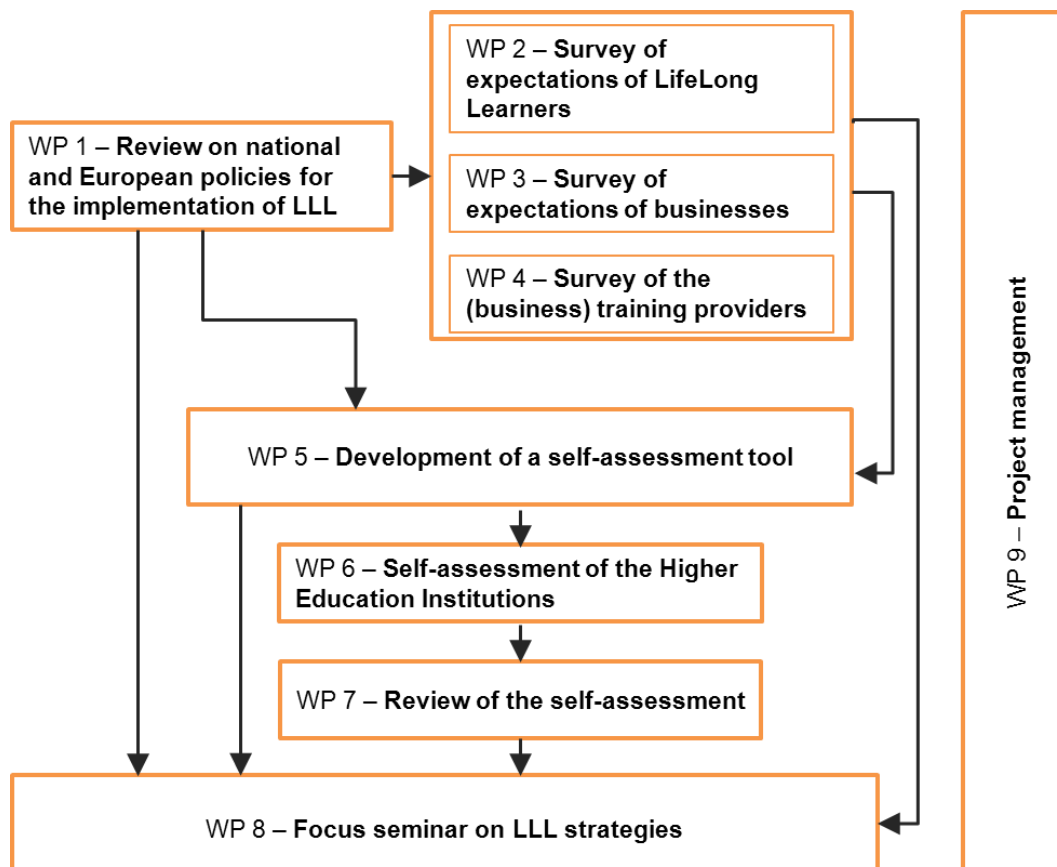 WP 1 – Review on national
and European policies for
the implementation of LLL
WP 2 – Survey of
expectations of LifeLong
Learners
WP 3 – Survey of
expectations of businesses
WP 4 – Survey of the
(business) training providers
WP 5 – Development of a self-assessment tool
WP 6 – Self-assessment of the Higher
Education Institutions
WP 7 – Review of the self-assessment
WP 8 – Focus seminar on LLL strategies
WP 9 – Project management